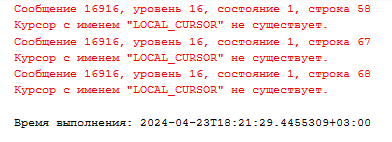 Сообщение 16916, уровень 16, состояние 1, строка 58
Курсор с именем "LOCAL_CURSOR" не существует.
Сообщение 16916, уровень 16, состояние 1, строка 67
Курсор с именем "LOCAL_CURSOR" не существует.
Сообщение 16916, уровень 16, состояние 1, строка 68
Курсор с именем "LOCAL_CURSOR" не существует.
Время выполнения: 2024-04-23T18:21:29.4455309+03:00